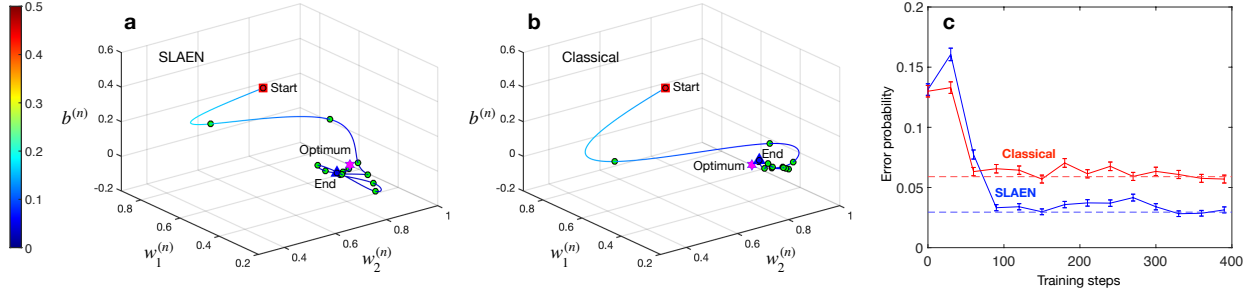 0.5
0.4
0.3
0.2
0.1
0
a
SLAEN
0.6
0.4
0.2
0
-0.2
b^{(n)}
Start
Optimum
End
0.8
0.6
0.4
0.2
w_1^{(n)}
0.4
0.6
0.8
1
w_2^{(n)}
b
Classical
0.6
0.4
0.2
0
-0.2
b^{(n)}
Start
End
Optimum
0.8
0.6
0.4
0.2
w_1^{(n)}
0.4
0.6
0.8
1
w_2^{(n)}
c
0.2
0.15
0.1
0.05
0
Error probability
Classical
SLAEN
0 100 200 300 400
Training steps